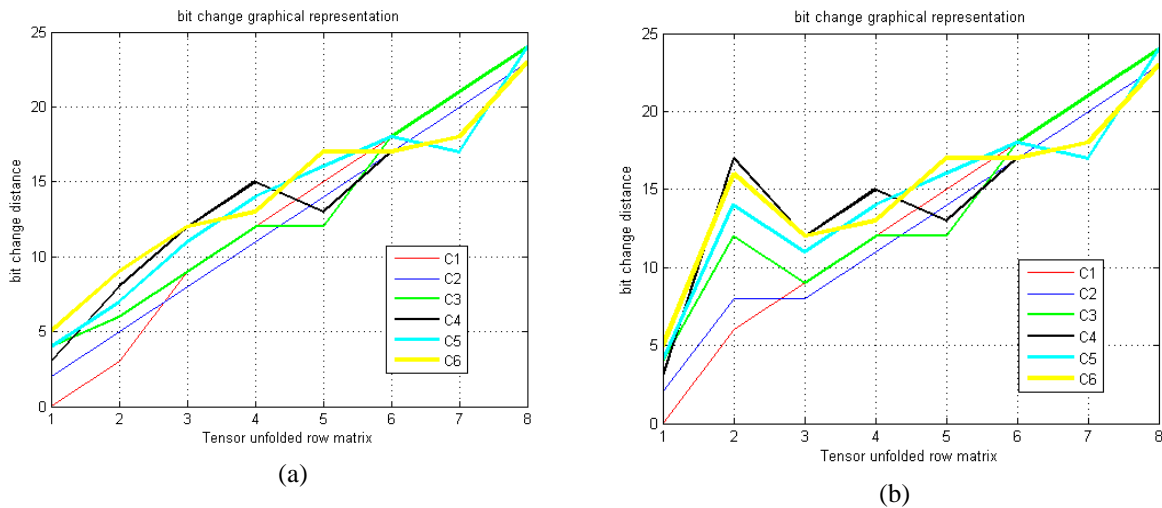 bit change graphical representation
25
20
15
10
5
0
bit change distance
C1
C2
C3
C4
C5
C6
1 2 3 4 5 6 7 8
Tensor unfolded row matrix
(a)
bit change graphical representation
25
20
15
10
5
0
bit change distance
C1
C2
C3
C4
C5
C6
1 2 3 4 5 6 7 8
Tensor unfolded row matrix
(b)